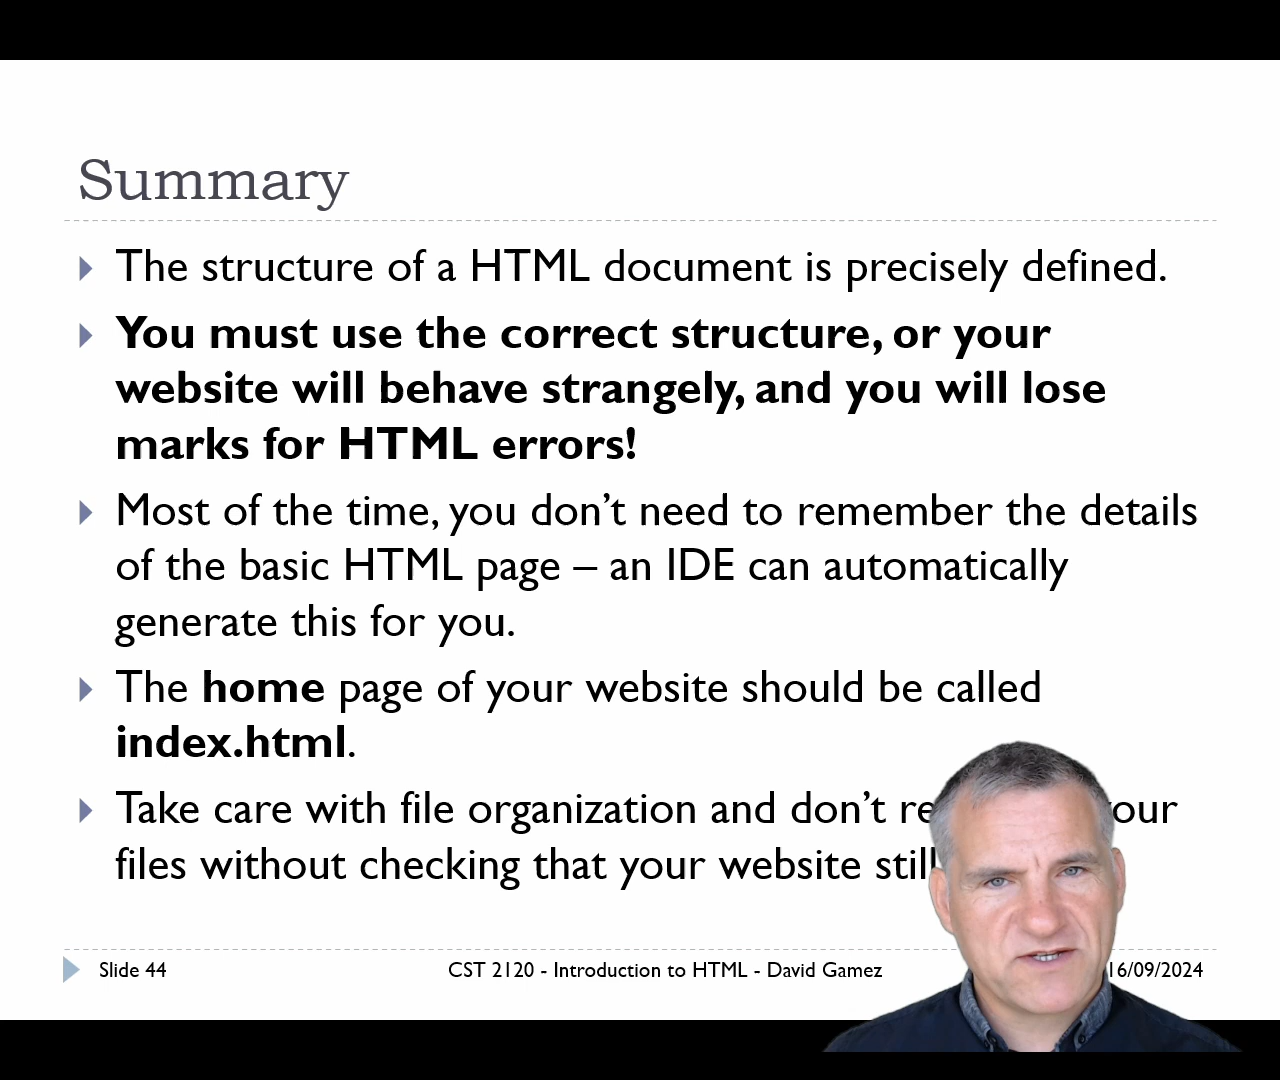 Summary
The structure of a HTML document is precisely defined.
You must use the correct structure, or your
website will behave strangely, and you will lose
marks for HTML errors!
Most of the time, you don’t need to remember the details
of the basic HTML page – an IDE can automatically
generate this for you.
The home page of your website should be called
index.html.
Take care with file organization and don’t
files without checking that your website still
Slide 44
CST 2120 - Introduction to HTML - David Gamez
16/09/2024